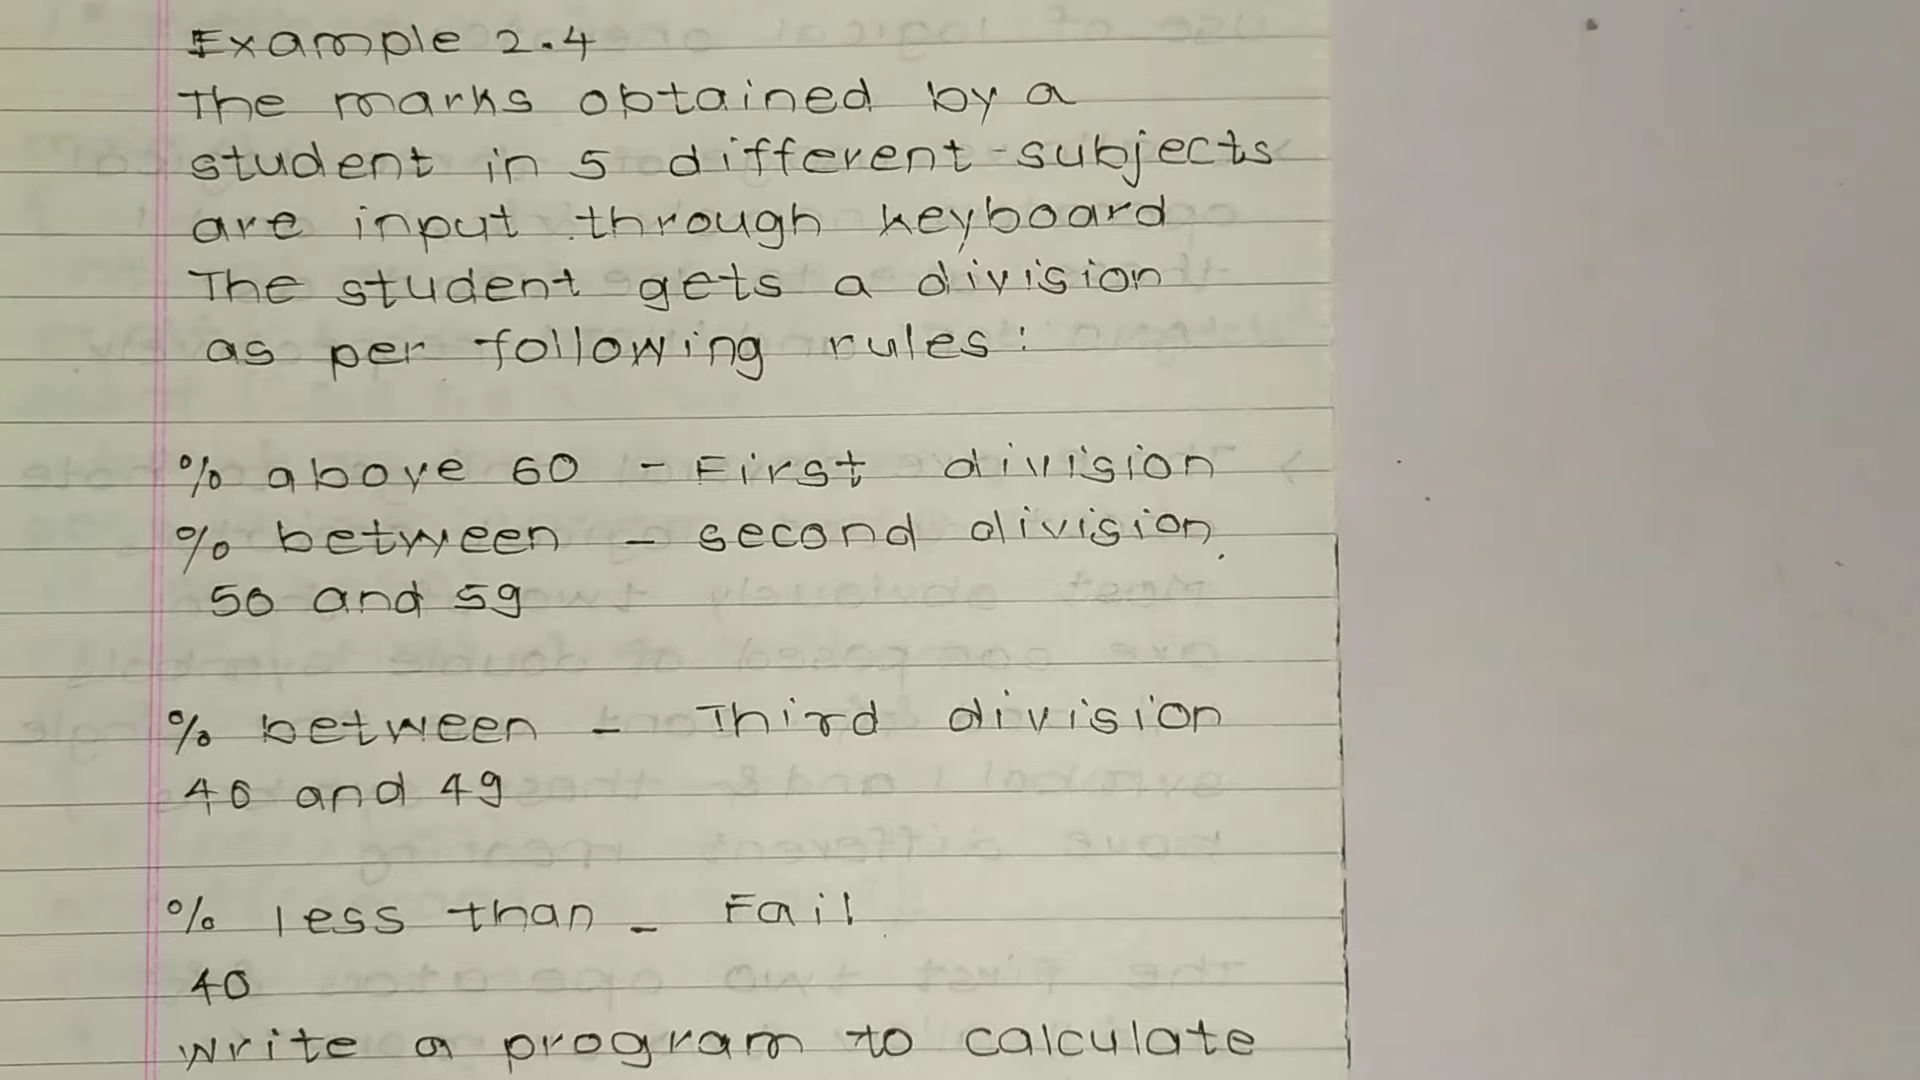 Example 2.4
The marks obtained by a
student in 5 different subjects
are input through keyboard
The student gets a division
as per following rules:
% above 60 - First division
% between - second division.
50 and 59
% between - Third division
40 and 49
% less than - Fail
40
Write a program to calculate